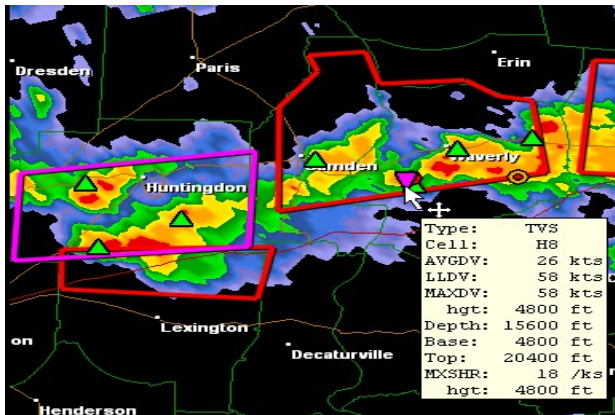 Dresden
Paris
Erin
Huntingdon
Camden
Waverly
Type: TVS
Cell: H8
AVGDV: 26 kts
LLDV: 58 kts
MAXDV: 58 kts
hgt: 4800 ft
Depth: 15600 ft
Base: 4800 ft
Top: 20400 ft
MXSHR: 18 /ks
hgt: 4800 ft
Lexington
on
Decaturville
Henderson